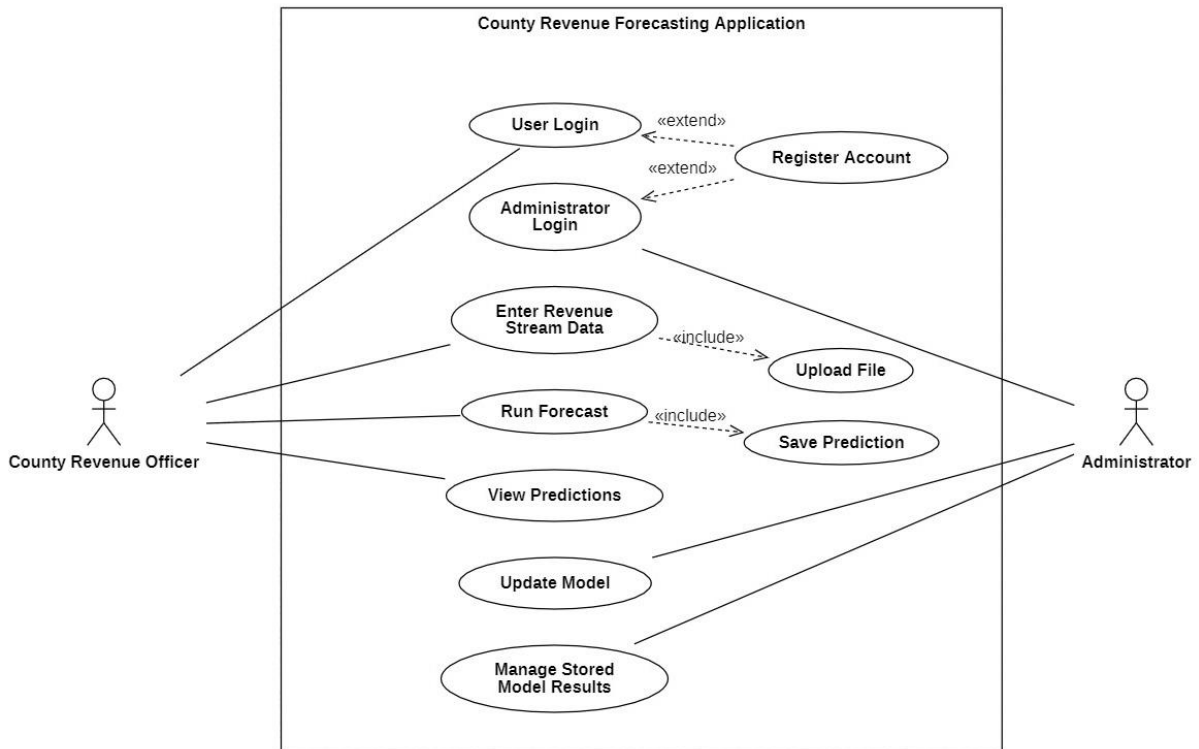 County Revenue Forecasting Application
User Login
«extend»
Register Account
«extend»
Administrator
Login
Enter Revenue
Stream Data
«include»
Upload File
Run Forecast
«include»
Save Prediction
County Revenue Officer
Administrator
View Predictions
Update Model
Manage Stored
Model Results